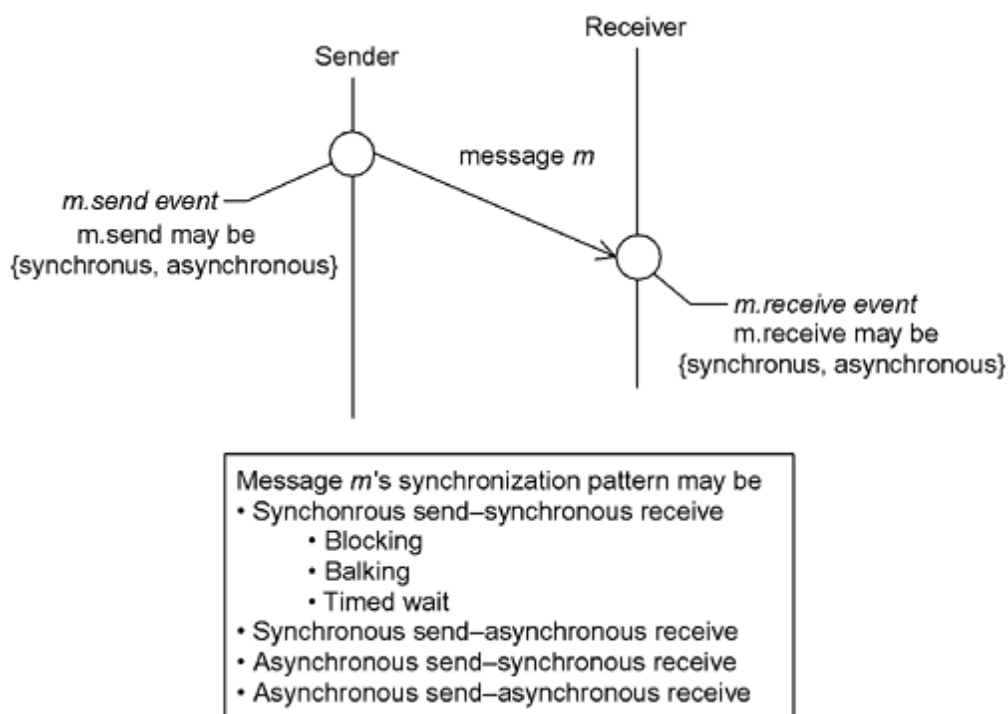 Receiver
Sender
message m
m.send event
m.send may be
{synchronus, asynchronous}
m.receive event
m.receive may be
{synchronus, asynchronous}
Message m's synchronization pattern may be
• Synchonrous send–synchronous receive
• Blocking
• Balking
• Timed wait
• Synchronous send–asynchronous receive
• Asynchronous send–synchronous receive
• Asynchronous send–asynchronous receive